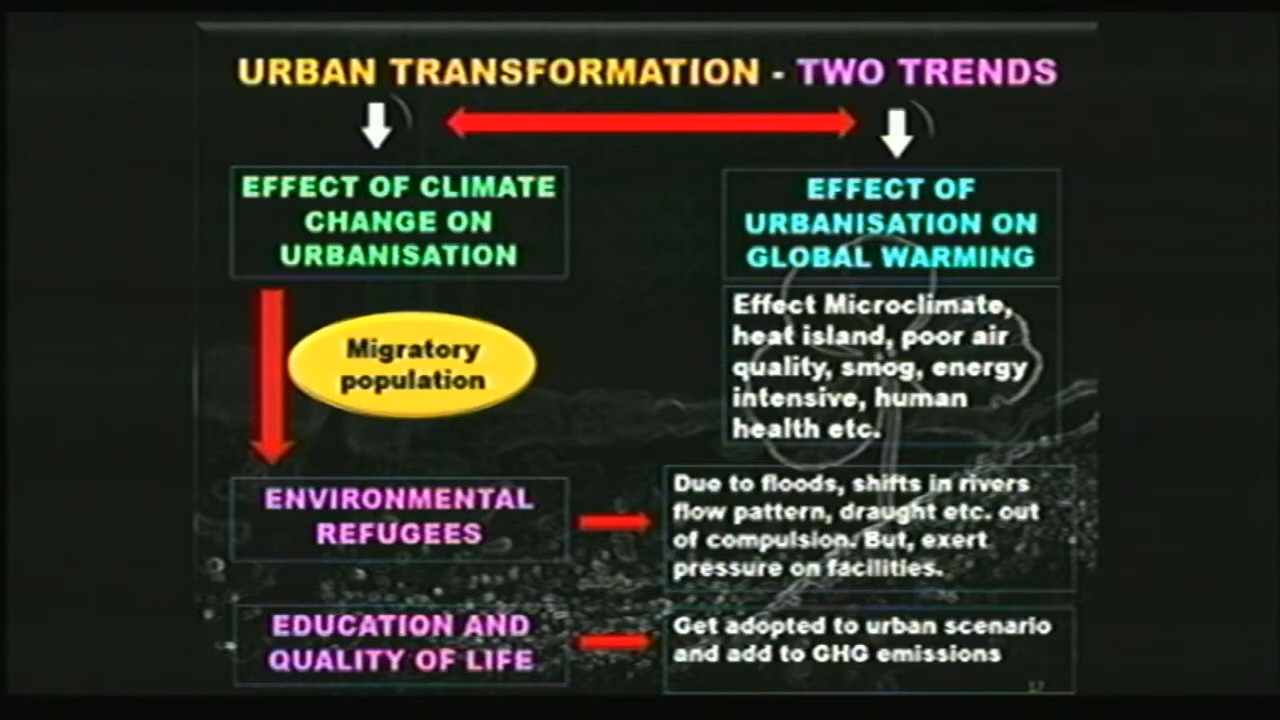 URBAN TRANSFORMATION - TWO TRENDS
EFFECT OF CLIMATE
CHANGE ON
URBANISATION
EFFECT OF
URBANISATION ON
GLOBAL WARMING
Migratory
population
Effect Microclimate,
heat island, poor air
quality, smog, energy
intensive, human
health etc.
ENVIRONMENTAL
REFUGEES
Due to floods, shifts in rivers
flow pattern, draught etc. out
of compulsion. But, exert
pressure on facilities.
EDUCATION AND
QUALITY OF LIFE
Get adopted to urban scenario
and add to GHG emissions
17